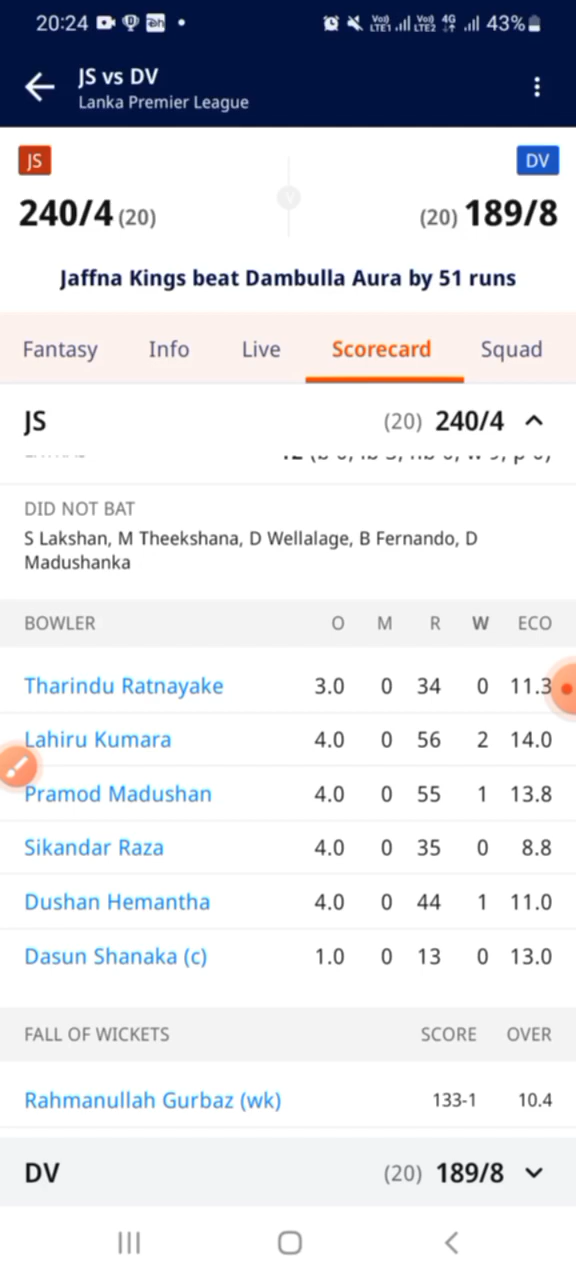 20:24 43%
JS vs DV
Lanka Premier League
JS DV
240/4 (20) (20) 189/8
Jaffna Kings beat Dambulla Aura by 51 runs
Fantasy Info Live Scorecard Squad
JS (20) 240/4
DID NOT BAT
S Lakshan, M Theekshana, D Wellalage, B Fernando, D
Madushanka
BOWLER O M R W ECO
Tharindu Ratnayake 3.0 0 34 0 11.3
Lahiru Kumara 4.0 0 56 2 14.0
Pramod Madushan 4.0 0 55 1 13.8
Sikandar Raza 4.0 0 35 0 8.8
Dushan Hemantha 4.0 0 44 1 11.0
Dasun Shanaka (c) 1.0 0 13 0 13.0
FALL OF WICKETS SCORE OVER
Rahmanullah Gurbaz (wk) 133-1 10.4
DV (20) 189/8